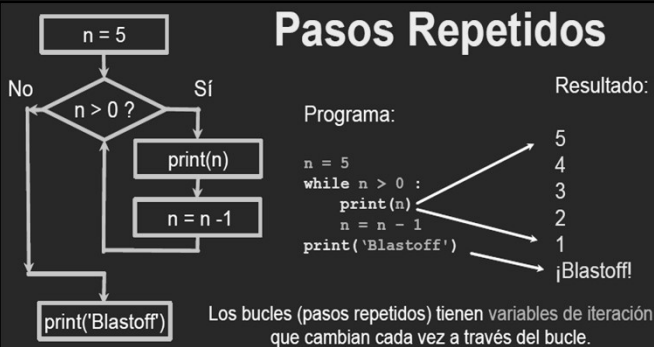 Pasos Repetidos
n = 5
No
Sí
n > 0 ?
print(n)
n = n -1
print('Blastoff')
Programa:
n = 5
while n > 0 :
print(n)
n = n - 1
print(‘Blastoff')
Resultado:
5
4
3
2
1
¡Blastoff!
Los bucles (pasos repetidos) tienen variables de iteración
que cambian cada vez a través del bucle.